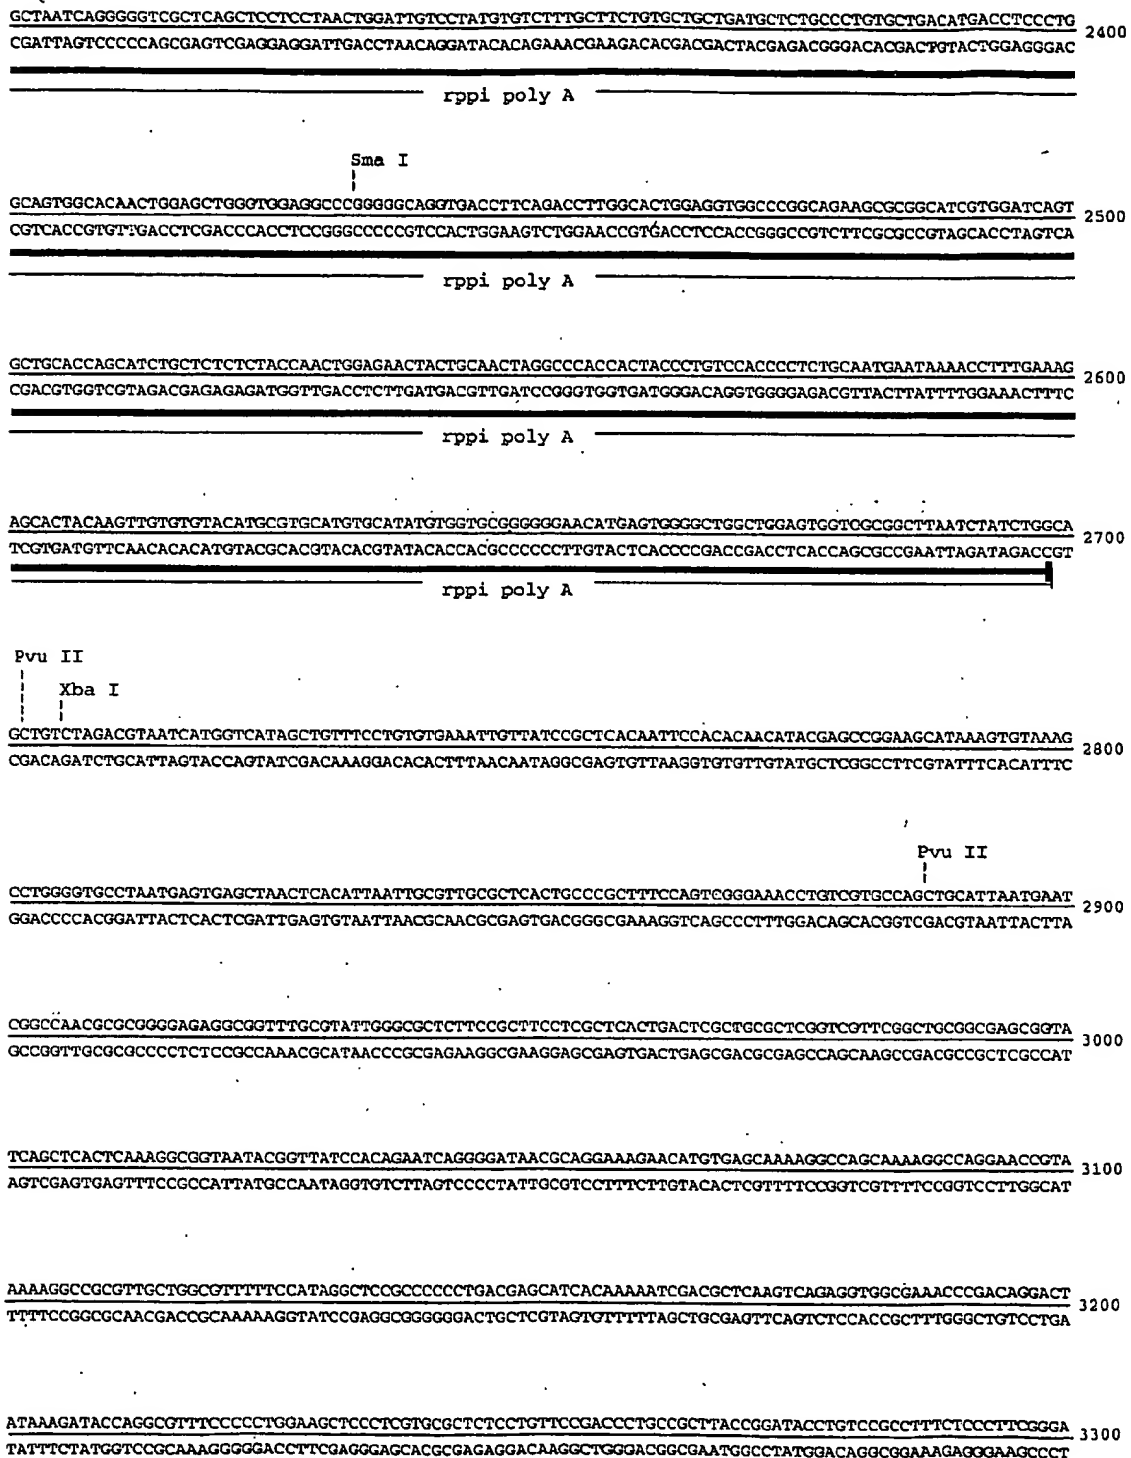 GCTAATCAGGGGGTCGCTCAGCTCCTCCTAACTGGATTGTCCTATGTGTCTTTGCTTCTGTGCTGCTGATGCTCTGCCCTGTGCTGACATGACCTCCCTG
2400
CGATTAGTCCCCCAGCGAGTCGAGGAGGATTGACCTAACAGGATACACAGAAACGAAGACACGACGACTACGAGACGGGACACGACTGTACTGGAGGGAC
rppi poly A
Sma I
GCAGTGGCACAACTGGAGCTGGGTGGAGGCCCGGGGGCAGGTGACCTTCAGACCTTGGCACTGGAGGTGGCCCGGCAGAAGCGCGGCATCGTGGATCAGT
2500
CGTCACCGTGTTGACCTCGACCCACCTCCGGGCCCCCGTCCACTGGAAGTCTGGAACCGTGACCTCCACCGGGCCGTCTTCGCGCCGTAGCACCTAGTCA
rppi poly A
GCTGCACCAGCATCTGCTCTCTCTACCAACTGGAGAACTACTGCAACTAGGCCCACCACTACCCTGTCCACCCCTCTGCAATGAATAAAACCTTTGAAAG
2600
CGACGTGGTCGTAGACGAGAGAGATGGTTGACCTCTTGATGACGTTGATCCGGGTGGTGATGGGACAGGTGGGGAGACGTTACTTATTTTGGAAACTTTC
rppi poly A
AGCACTACAAGTTGTGTGTACATGCGTGCATGTGCATATGTGGTGCGGGGGGAACATGAGTGGGGCTGGCTGGAGTGGTCGCGGCTTAATCTATCTGGCA
2700
TCGTGATGTTCAACACACATGTACGCACGTACACGTATACACCACGCCCCCCTTGTACTCACCCCGACCGACCTCACCAGCGCCGAATTAGATAGACCGT
rppi poly A
Pvu II
Xba I
GCTGTCTAGACGTAATCATGGTCATAGCTGTTTCCTGTGTGAAATTGTTATCCGCTCACAATTCCACACAACATACGAGCCGGAAGCATAAAGTGTAAAG
2800
CGACAGATCTGCATTAGTACCAGTATCGACAAAGGACACACTTTAACAATAGGCGAGTGTTAAGGTGTGTTGTATGCTCGGCCTTCGTATTTCACATTTC
Pvu II
CCTGGGGTGCCTAATGAGTGAGCTAACTCACATTAATTGCGTTGCGCTCACTGCCCGCTTTCCAGTCGGGAAACCTGTCGTGCCAGCTGCATTAATGAAT
2900
GGACCCCACGGATTACTCACTCGATTGAGTGTAATTAACGCAACGCGAGTGACGGGCGAAAGGTCAGCCCTTTGGACAGCACGGTCGACGTAATTACTTA
CGGCCAACGCGCGGGGAGAGGCGGTTTGCGTATTGGGCGCTCTTCCGCTTCCTCGCTCACTGACTCGCTGCGCTCGGTCGTTCGGCTGCGGCGAGCGGTA
3000
GCCGGTTGCGCGCCCCTCTCCGCCAAACGCATAACCCGCGAGAAGGCGAAGGAGCGAGTGACTGAGCGACGCGAGCCAGCAAGCCGACGCCGCTCGCCAT
TCAGCTCACTCAAAGGCGGTAATACGGTTATCCACAGAATCAGGGGATAACGCAGGAAAGAACATGTGAGCAAAAGGCCAGCAAAAGGCCAGGAACCGTA
3100
AGTCGAGTGAGTTTCCGCCATTATGCCAATAGGTGTCTTAGTCCCCTATTGCGTCCTTTCTTGTACACTCGTTTTCCGGTCGTTTTCCGGTCCTTGGCAT
AAAAGGCCGCGTTGCTGGCGTTTTTCCATAGGCTCCGCCCCCCTGACGAGCATCACAAAAATCGACGCTCAAGTCAGAGGTGGCGAAACCCGACAGGACT
3200
TTTTCCGGCGCAACGACCGCAAAAAGGTATCCGAGGCGGGGGGACTGCTCGTAGTGTTTTTAGCTGCGAGTTCAGTCTCCACCGCTTTGGGCTGTCCTGA
ATAAAGATACCAGGCGTTTCCCCCTGGAAGCTCCCTCGTGCGCTCTCCTGTTCCGACCCTGCCGCTTACCGGATACCTGTCCGCCTTTCTCCCTTCGGGA
3300
TATTTCTATGGTCCGCAAAGGGGGACCTTCGAGGGAGCACGCGAGAGGACAAGGCTGGGACGGCGAATGGCCTATGGACAGGCGGAAAGAGGGAAGCCCT